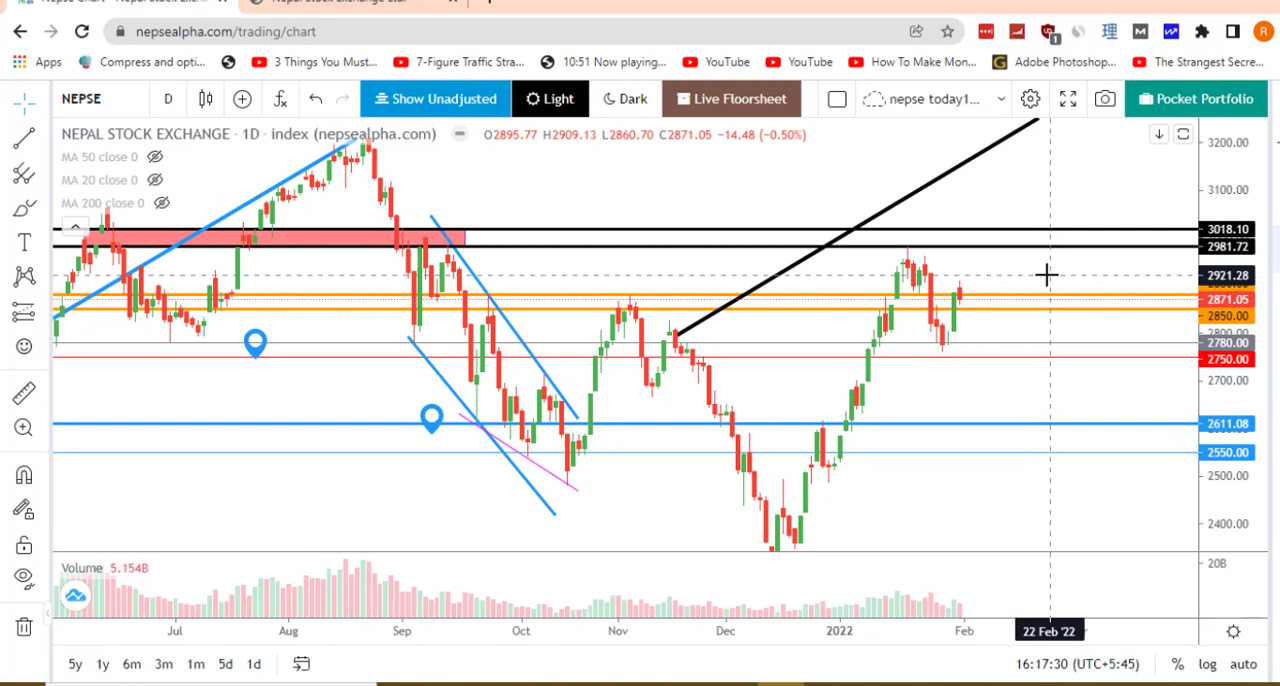 nepsealpha.com/trading/chart
Apps Compress and opti... 3 Things You Must... 7-Figure Traffic Stra... 10:51 Now playing... YouTube YouTube How To Make Mon... Adobe Photoshop... The Strangest Secre...
NEPSE D Show Unadjusted Light Dark Live Floorsheet nepse today1... Pocket Portfolio
NEPAL STOCK EXCHANGE · 1D · index (nepsealpha.com) O2895.77 H2909.13 L2860.70 C2871.05 -14.48 (-0.50%)
MA 50 close 0
MA 20 close 0
MA 200 close 0
3200.00
3100.00
3018.10
2981.72
2921.28
2871.05
2850.00
2800.00
2780.00
2750.00
2700.00
2611.08
2550.00
2500.00
2400.00
Volume 5.154B
20B
Jul Aug Sep Oct Nov Dec 2022 Feb 22 Feb '22
5y 1y 6m 3m 1m 5d 1d 16:17:30 (UTC+5:45) % log auto